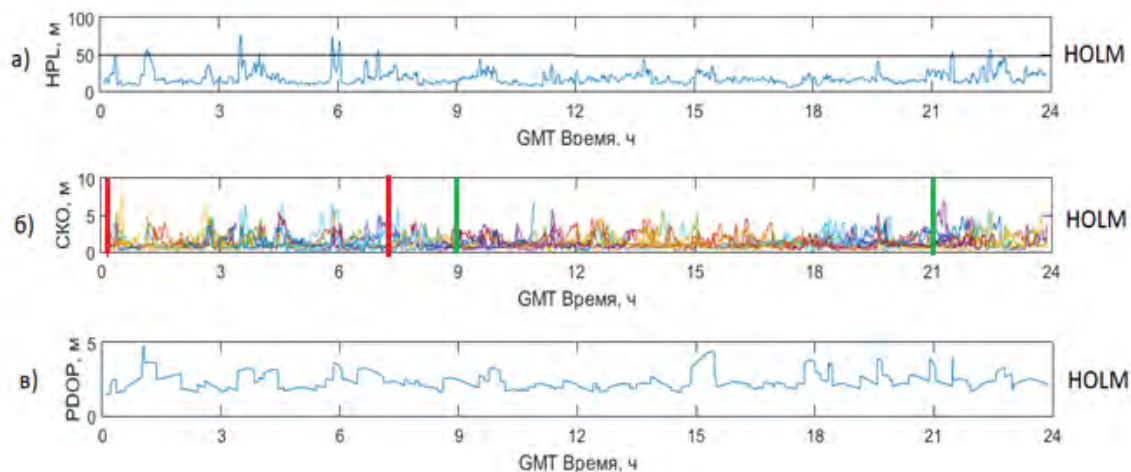 а)
HPL, м
100
50
0
0 3 6 9 12 15 18 21 24
GMT Время, ч
HOLM
б)
СКО, м
10
5
0
0 3 6 9 12 15 18 21 24
GMT Время, ч
HOLM
в)
PDOP, м
5
0
0 3 6 9 12 15 18 21 24
GMT Время, ч
HOLM